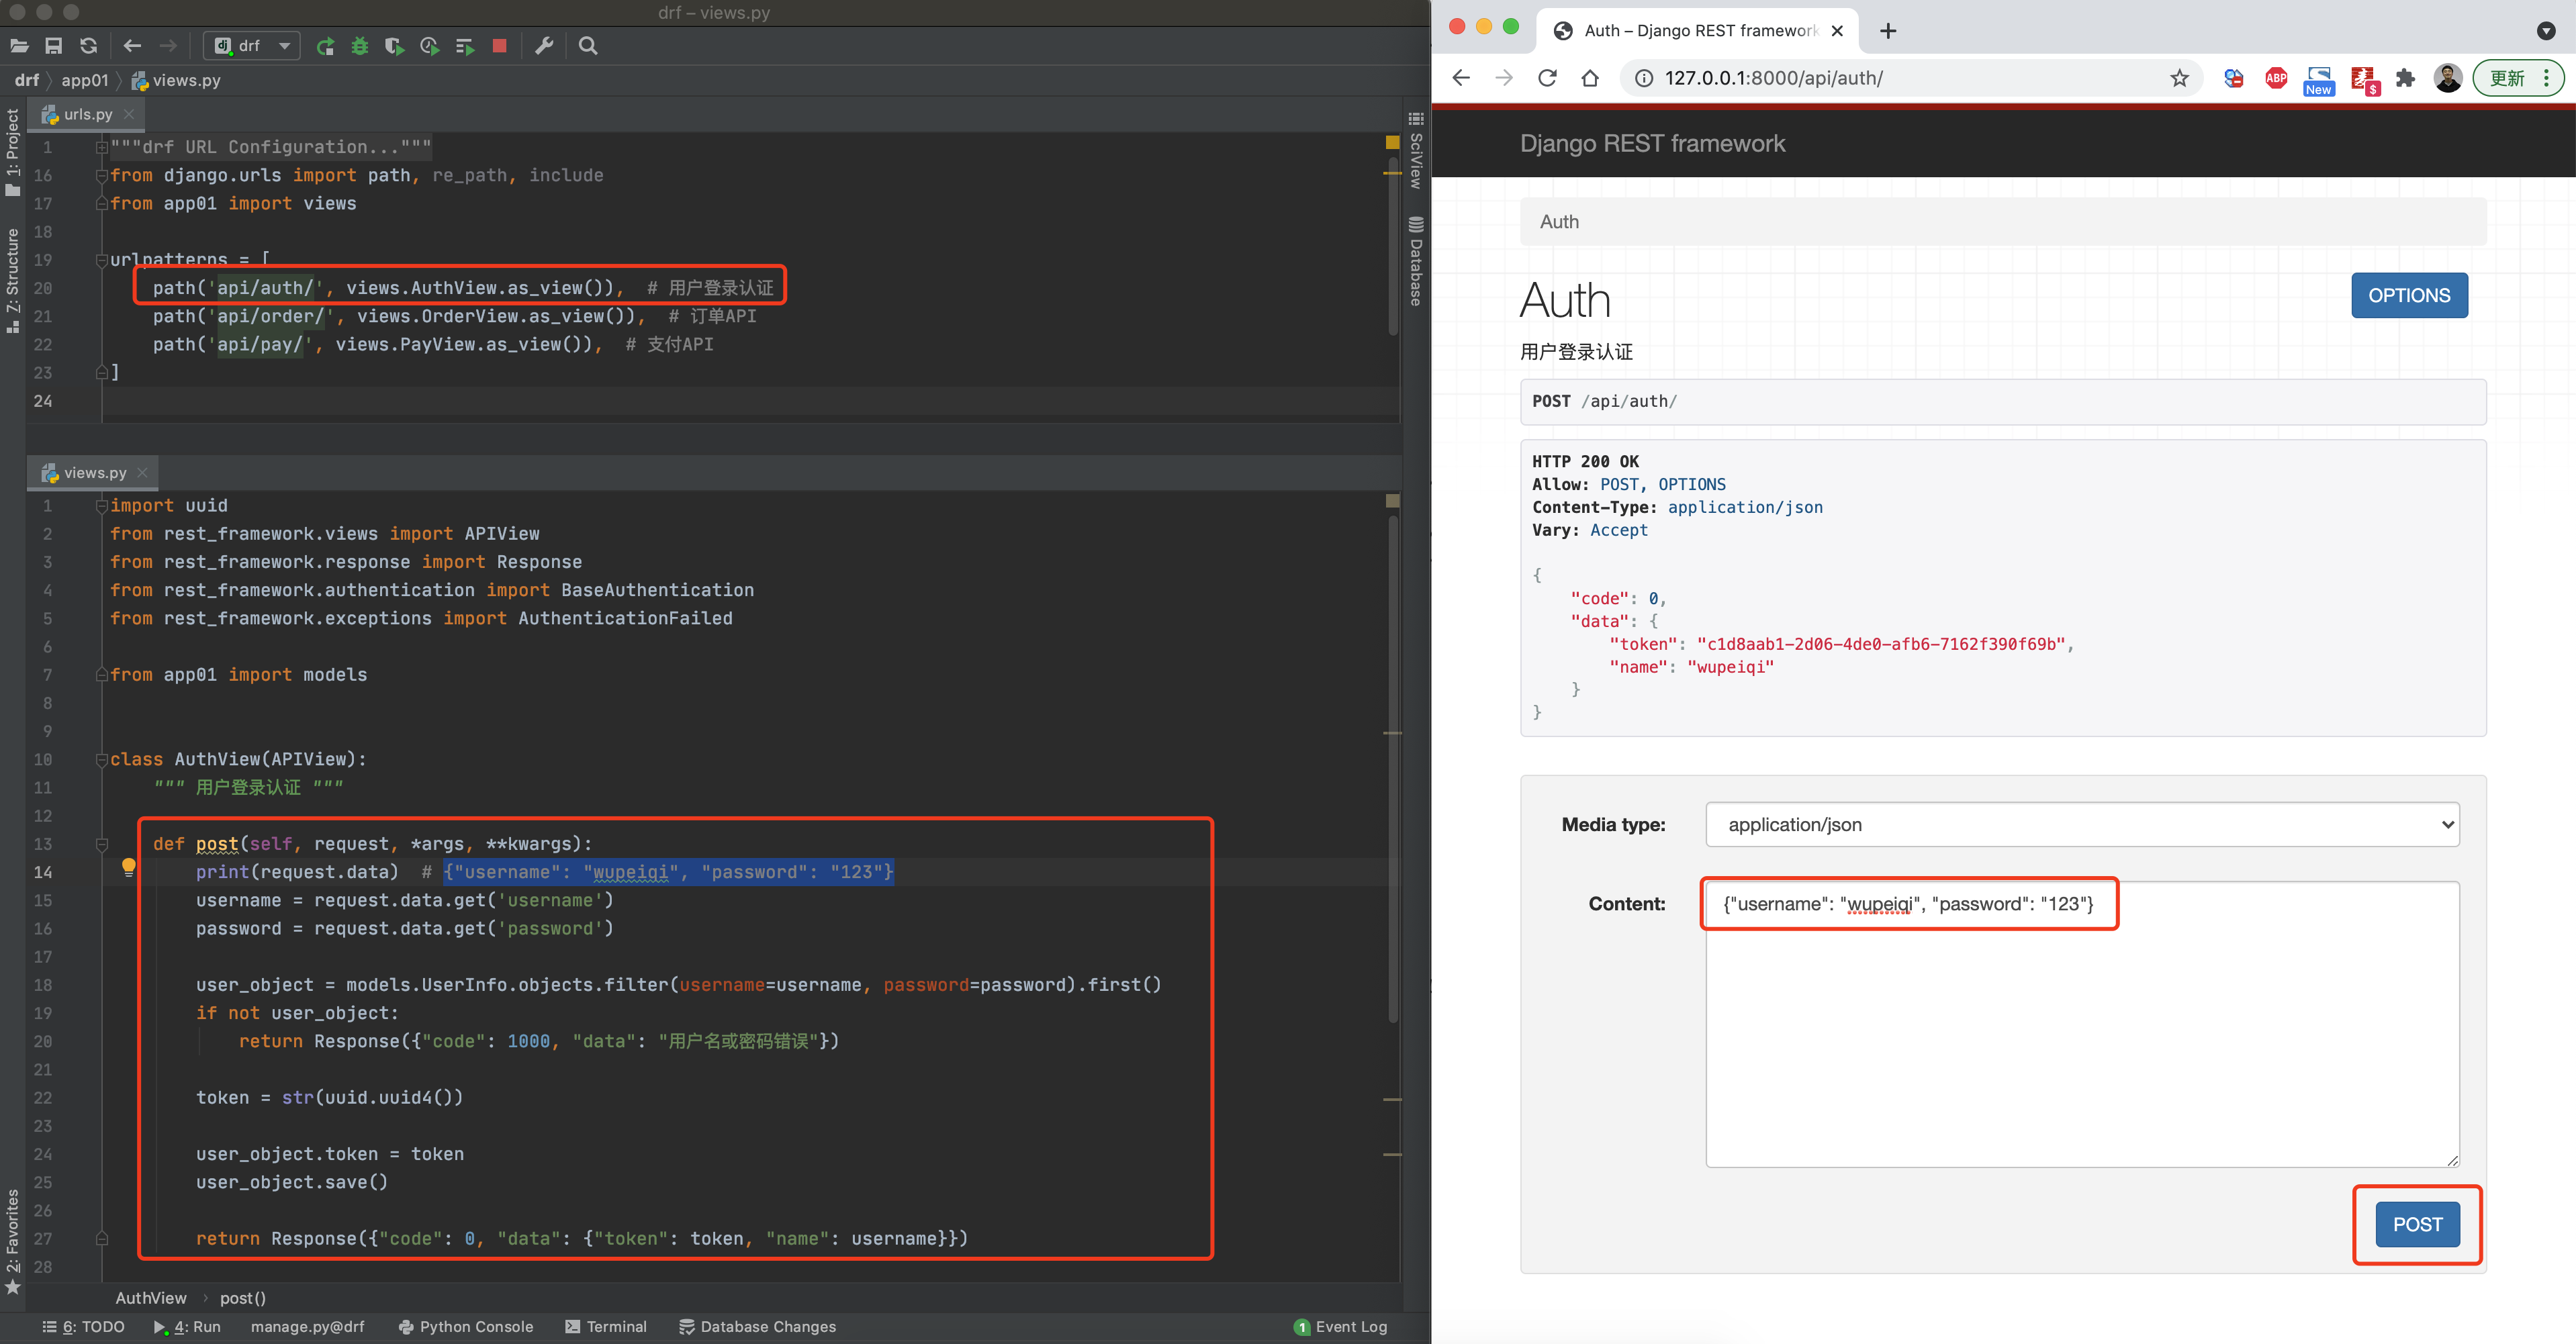 drf – views.py
drf
drf app01 views.py
1: Project
7: Structure
2: Favorites
urls.py
1 """drf URL Configuration..."""
16 from django.urls import path, re_path, include
17 from app01 import views
18
19 urlpatterns = [
20 path('api/auth/', views.AuthView.as_view()), # 用户登录认证
21 path('api/order/', views.OrderView.as_view()), # 订单API
22 path('api/pay/', views.PayView.as_view()), # 支付API
23 ]
24
views.py
1 import uuid
2 from rest_framework.views import APIView
3 from rest_framework.response import Response
4 from rest_framework.authentication import BaseAuthentication
5 from rest_framework.exceptions import AuthenticationFailed
6
7 from app01 import models
8
9
10 class AuthView(APIView):
11 """ 用户登录认证 """
12
13 def post(self, request, *args, **kwargs):
14 print(request.data) # {"username": "wupeiqi", "password": "123"}
15 username = request.data.get('username')
16 password = request.data.get('password')
17
18 user_object = models.UserInfo.objects.filter(username=username, password=password).first()
19 if not user_object:
20 return Response({"code": 1000, "data": "用户名或密码错误"})
21
22 token = str(uuid.uuid4())
23
24 user_object.token = token
25 user_object.save()
26
27 return Response({"code": 0, "data": {"token": token, "name": username}})
28
AuthView › post()
6: TODO 4: Run manage.py@drf Python Console Terminal Database Changes 1 Event Log
SciView
Database
Auth – Django REST framework
127.0.0.1:8000/api/auth/
ABP
New
$
更新
Django REST framework
Auth
Auth
OPTIONS
用户登录认证
POST /api/auth/
HTTP 200 OK
Allow: POST, OPTIONS
Content-Type: application/json
Vary: Accept
{
"code": 0,
"data": {
"token": "c1d8aab1-2d06-4de0-afb6-7162f390f69b",
"name": "wupeiqi"
}
}
Media type: application/json
Content: {"username": "wupeiqi", "password": "123"}
POST